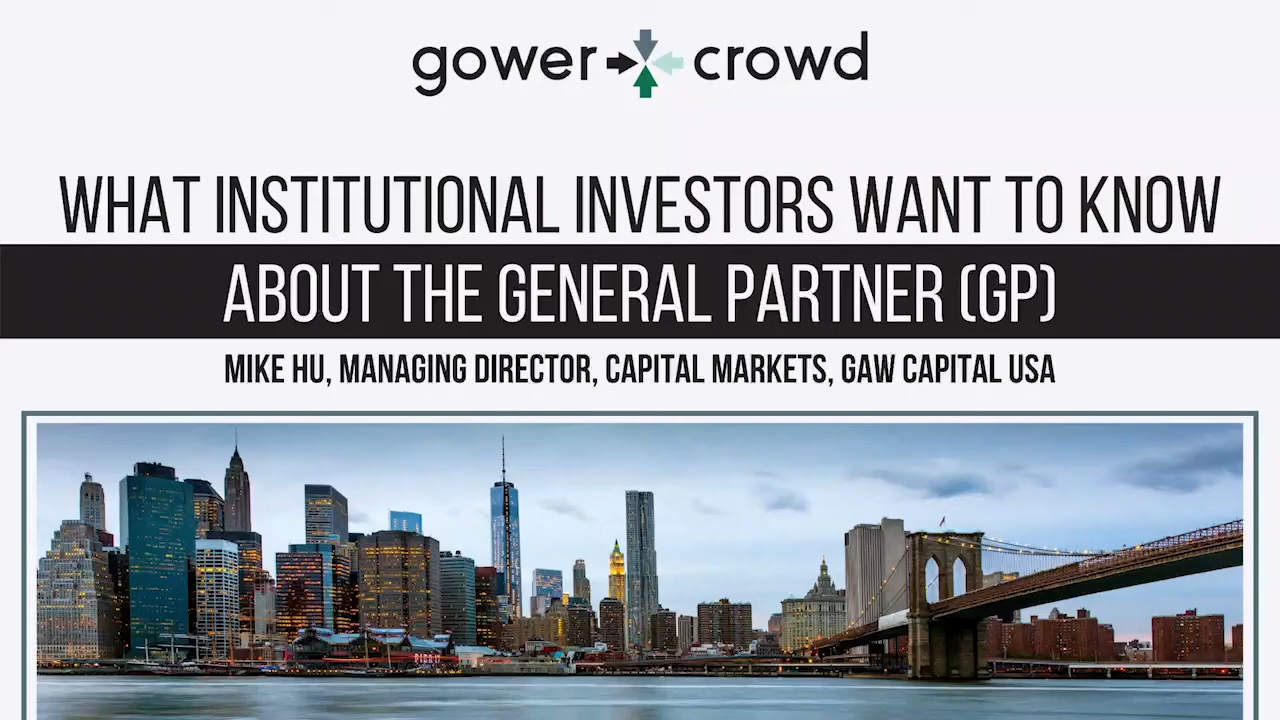 gower crowd
WHAT INSTITUTIONAL INVESTORS WANT TO KNOW
ABOUT THE GENERAL PARTNER (GP)
MIKE HU, MANAGING DIRECTOR, CAPITAL MARKETS, GAW CAPITAL USA